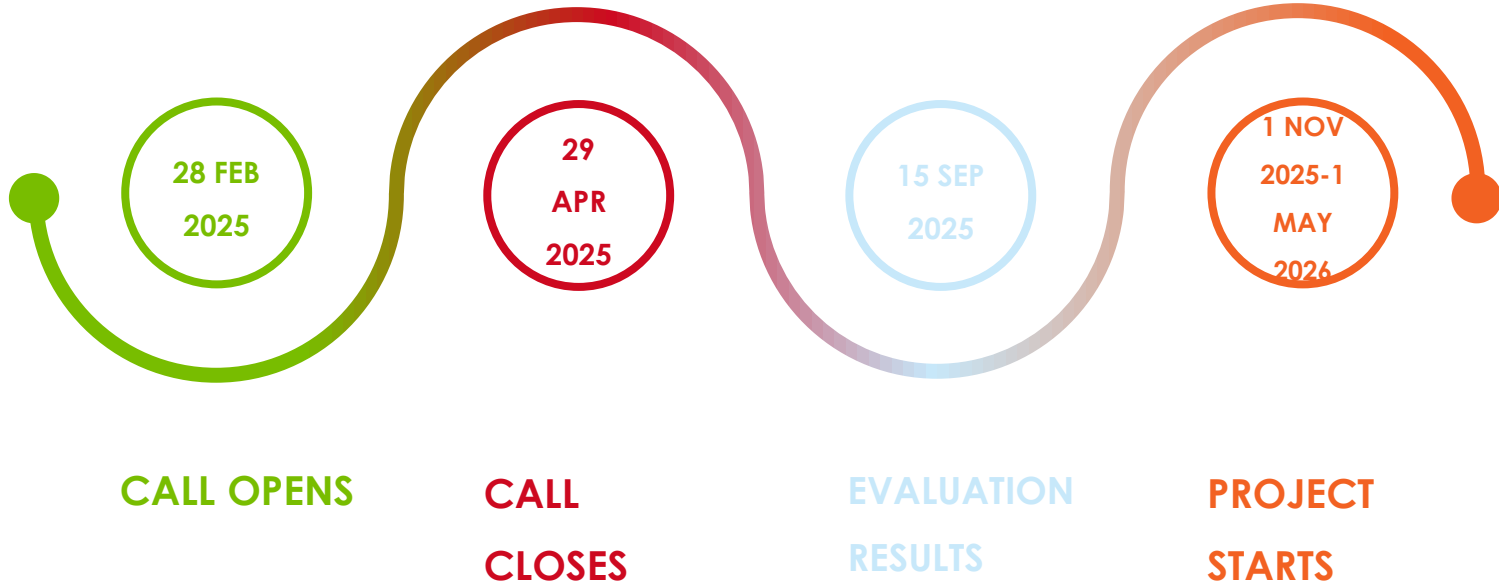 28 FEB
2025
29
APR
2025
15 SEP
2025
1 NOV
2025-1
MAY
2026
CALL OPENS
CALL
CLOSES
EVALUATION
RESULTS
PROJECT
STARTS